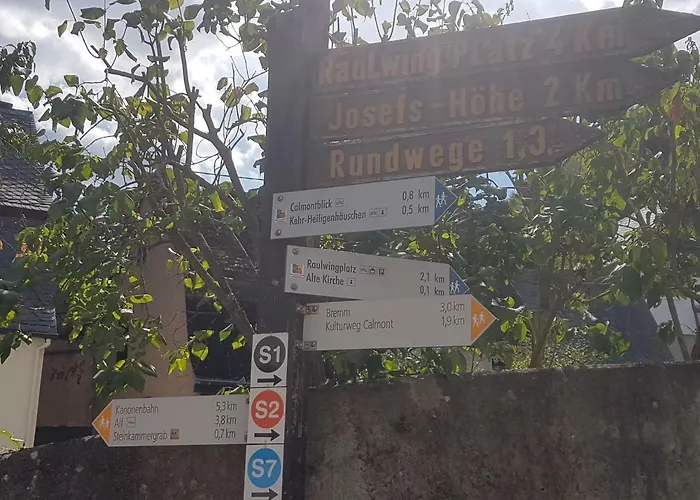 Raulwingplatz 4 Km
Josefs-Höhe 2 Km
Rundwege 1,3
Calmontblick 0,8 km
Kehr-Heiligenhäuschen 0,5 km
Raulwingplatz 2,1 km
Alte Kirche 0,1 km
Bremm 3,0 km
Kulturweg Calmont 1,9 km
S1
Kanonenbahn 5,3 km
Alf 3,8 km
Steinkammergrab 0,7 km
S2
S7